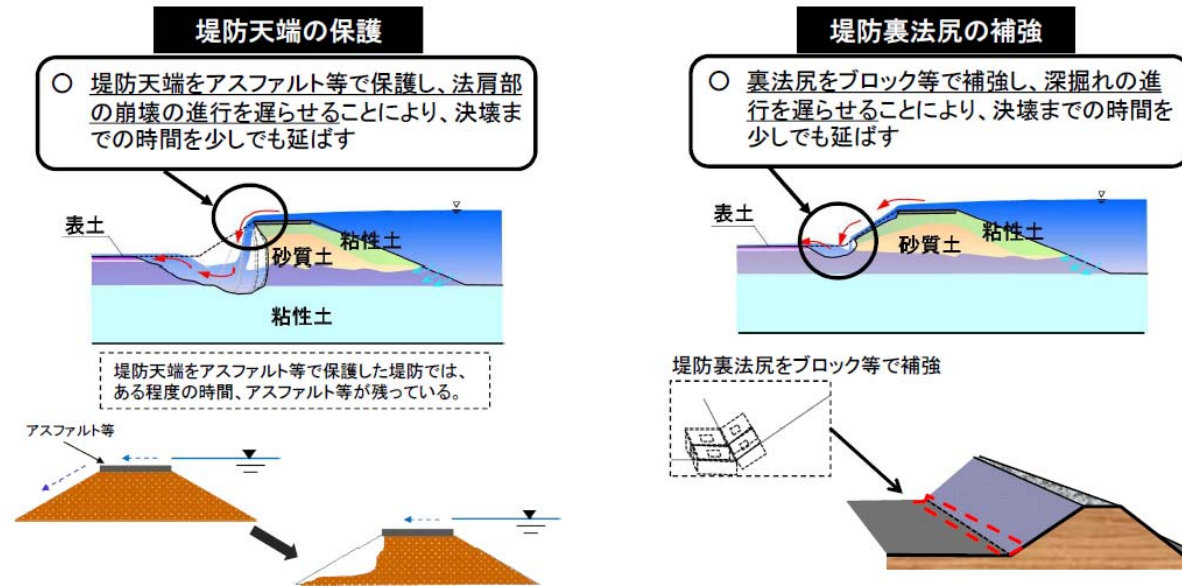 堤防天端の保護
○ 堤防天端をアスファルト等で保護し、法肩部
の崩壊の進行を遅らせることにより、決壊ま
での時間を少しでも延ばす
表土
粘性土
砂質土
粘性土
堤防天端をアスファルト等で保護した堤防では、
ある程度の時間、アスファルト等が残っている。
アスファルト等
堤防裏法尻の補強
○ 裏法尻をブロック等で補強し、深掘れの進
行を遅らせることにより、決壊までの時間を
少しでも延ばす
表土
粘性土
砂質土
粘性土
堤防裏法尻をブロック等で補強